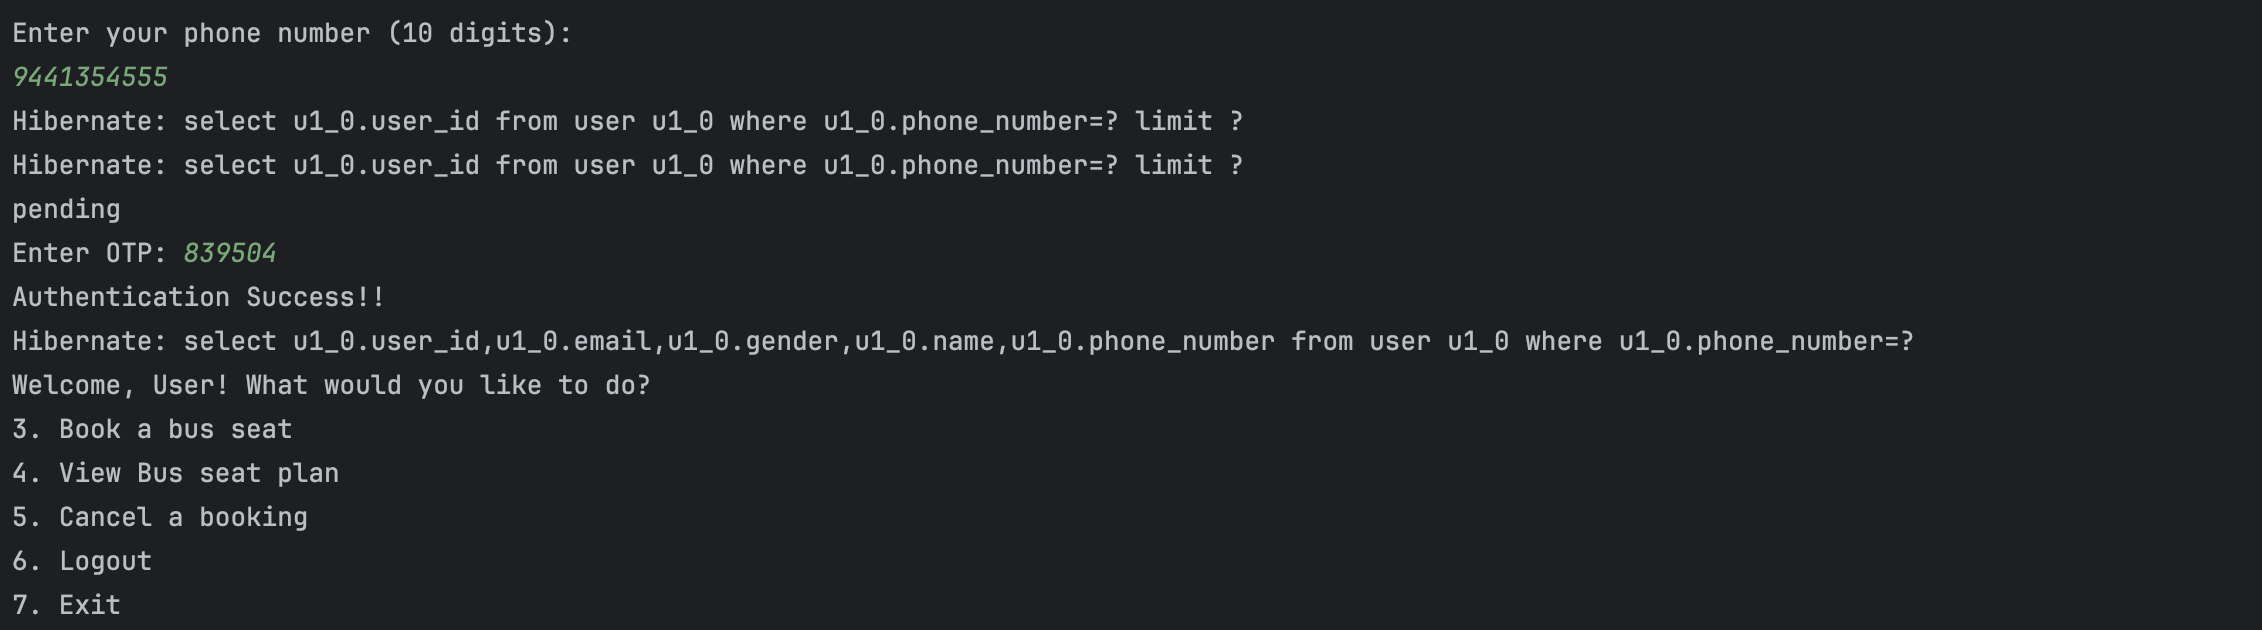 Enter your phone number (10 digits):
9441354555
Hibernate: select u1_0.user_id from user u1_0 where u1_0.phone_number=? limit ?
Hibernate: select u1_0.user_id from user u1_0 where u1_0.phone_number=? limit ?
pending
Enter OTP: 839504
Authentication Success!!
Hibernate: select u1_0.user_id,u1_0.email,u1_0.gender,u1_0.name,u1_0.phone_number from user u1_0 where u1_0.phone_number=?
Welcome, User! What would you like to do?
3. Book a bus seat
4. View Bus seat plan
5. Cancel a booking
6. Logout
7. Exit